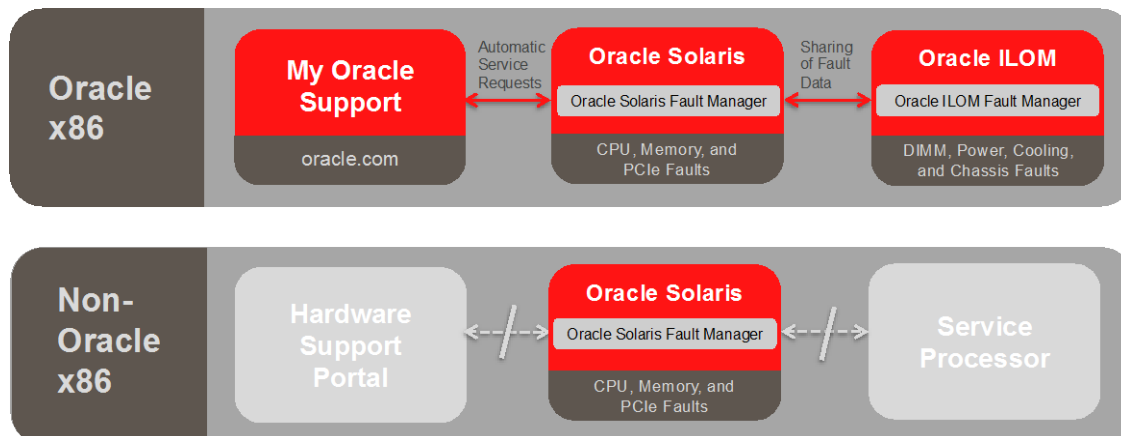 Oracle
x86
My Oracle
Support
oracle.com
Automatic
Service
Requests
Oracle Solaris
Oracle Solaris Fault Manager
CPU, Memory, and
PCIe Faults
Sharing
of Fault
Data
Oracle ILOM
Oracle ILOM Fault Manager
DIMM, Power, Cooling,
and Chassis Faults
Non-
Oracle
x86
Hardware
Support
Portal
Oracle Solaris
Oracle Solaris Fault Manager
CPU, Memory, and
PCIe Faults
Service
Processor